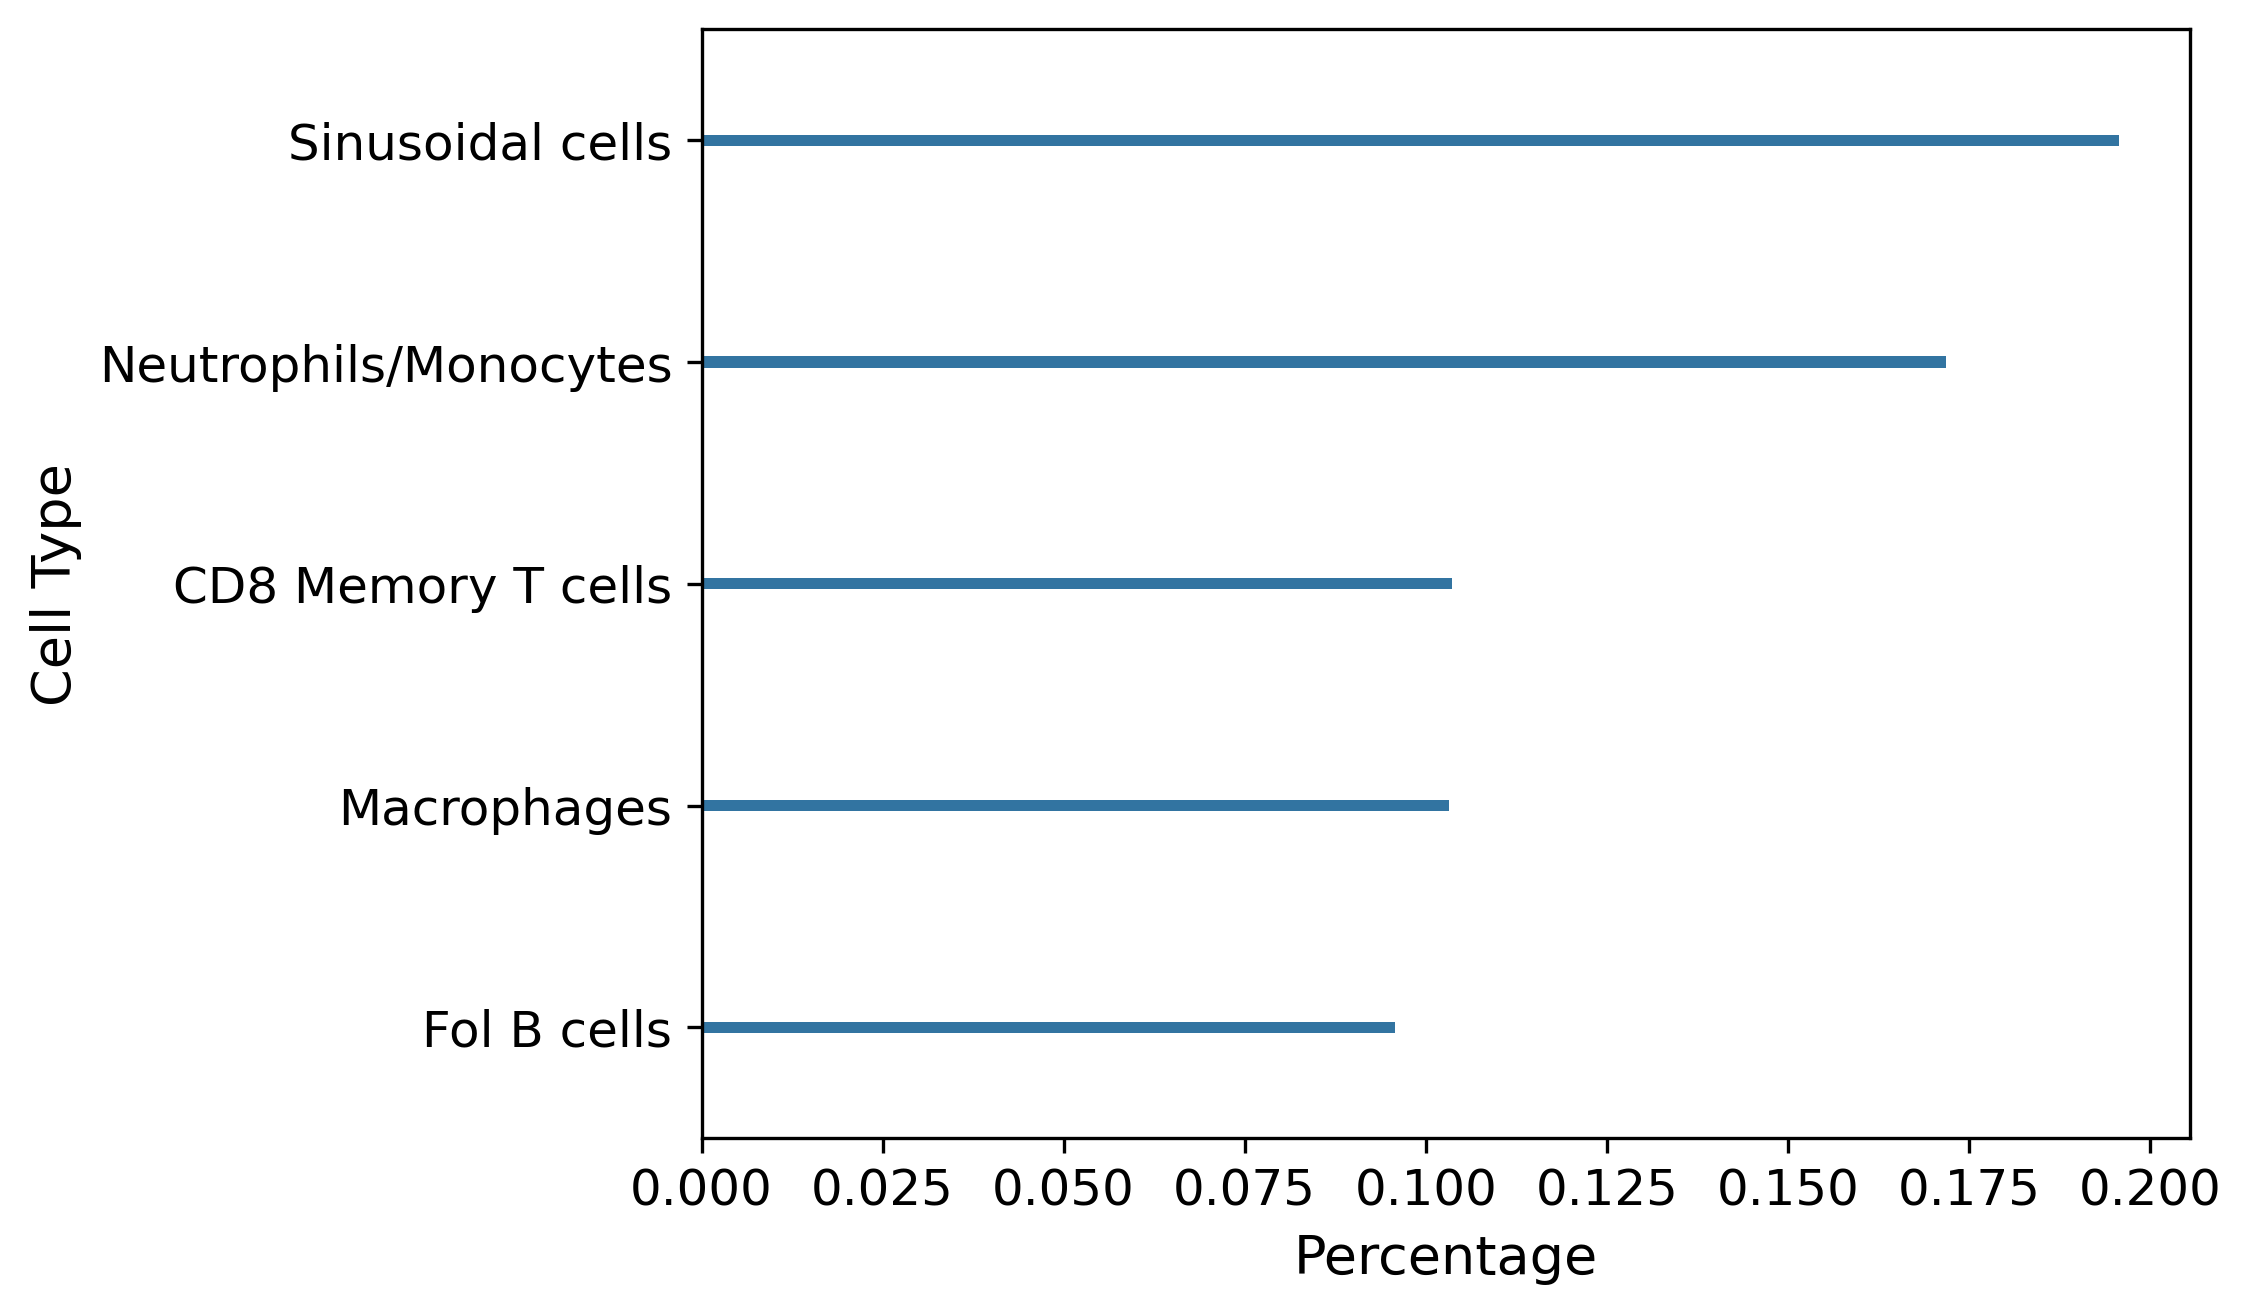 Sinusoidal cells
Neutrophils/Monocytes
CD8 Memory T cells
Macrophages
Fol B cells
Cell Type
0.000 0.025 0.050 0.075 0.100 0.125 0.150 0.175 0.200
Percentage